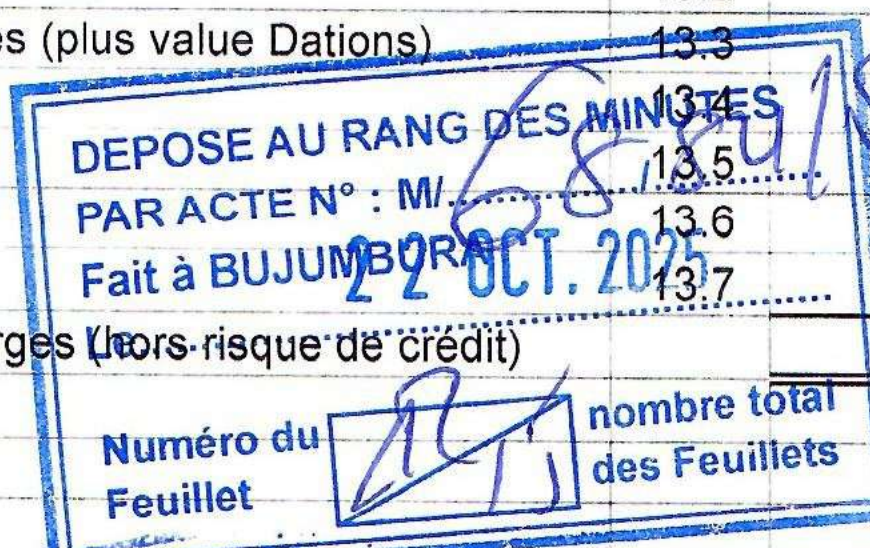 es (plus value Dations) 13.3
13.4
13.5
13.6
13.7
rges (hors risque de crédit)
DEPOSE AU RANG DES MINUTES
PAR ACTE N° : M/............/............
Fait à BUJUMBURA
22 OCT. 2025
Le
Numéro du
Feuillet
nombre total
des Feuillets